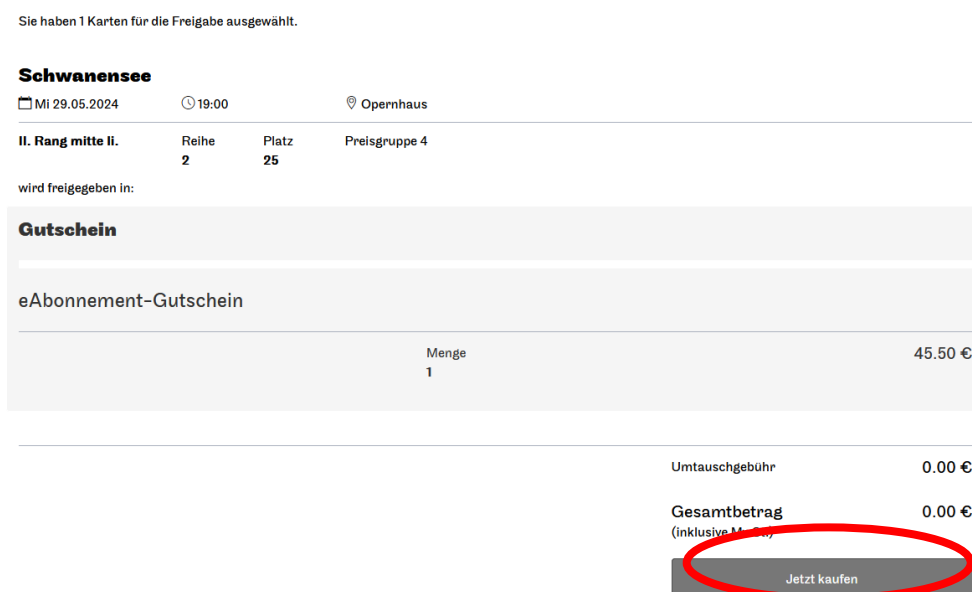 Sie haben 1 Karten für die Freigabe ausgewählt.
Schwanensee
Mi 29.05.2024 19:00 Opernhaus
II. Rang mitte li. Reihe Platz Preisgruppe 4
2 25
wird freigegeben in:
Gutschein
eAbonnement-Gutschein
Menge 45.50 €
1
Umtauschgebühr 0.00 €
Gesamtbetrag 0.00 €
(inklusive
Jetzt kaufen